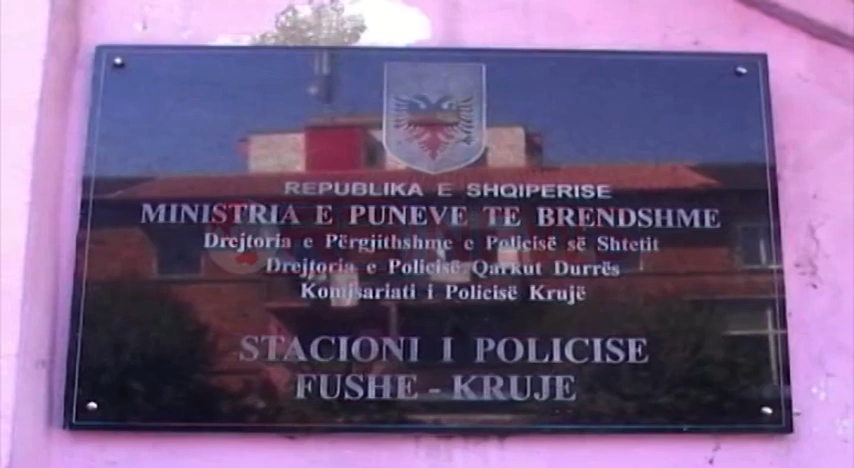 REPUBLIKA E SHQIPERISE
MINISTRIA E PUNEVE TE BRENDSHME
Drejtoria e Përgjithshme e Policisë së Shtetit
Drejtoria e Policisë Qarkut Durrës
Komisariati i Policisë Krujë
STACIONI I POLICISE
FUSHE - KRUJE